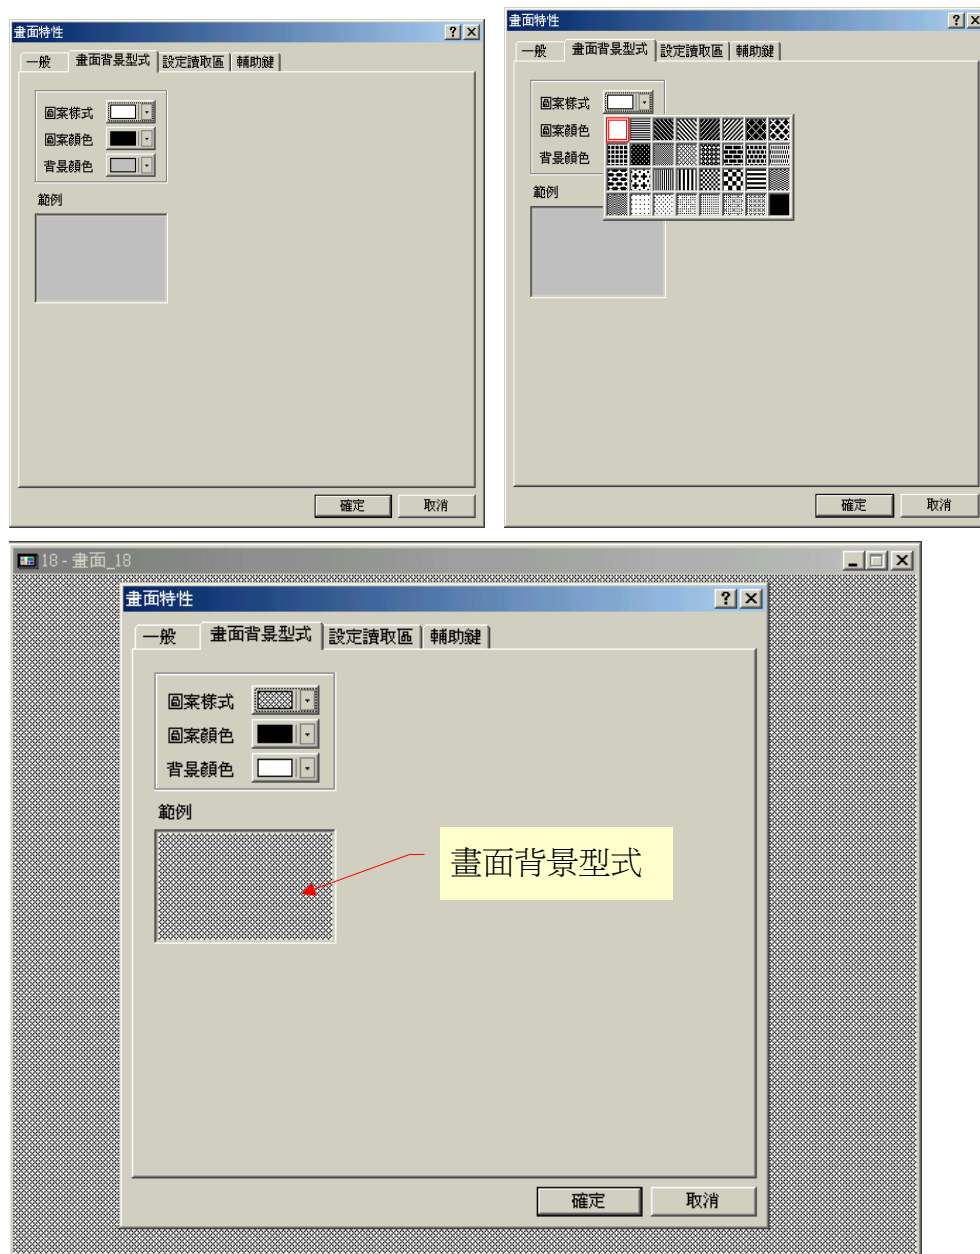 畫面特性
一般 畫面背景型式 設定讀取區 輔助鍵
圖案樣式
圖案顏色
背景顏色
範例
確定 取消
畫面特性
一般 畫面背景型式 設定讀取區 輔助鍵
圖案樣式
圖案顏色
背景顏色
範例
確定 取消
18 - 畫面_18
畫面特性
一般 畫面背景型式 設定讀取區 輔助鍵
圖案樣式
圖案顏色
背景顏色
範例
畫面背景型式
確定 取消